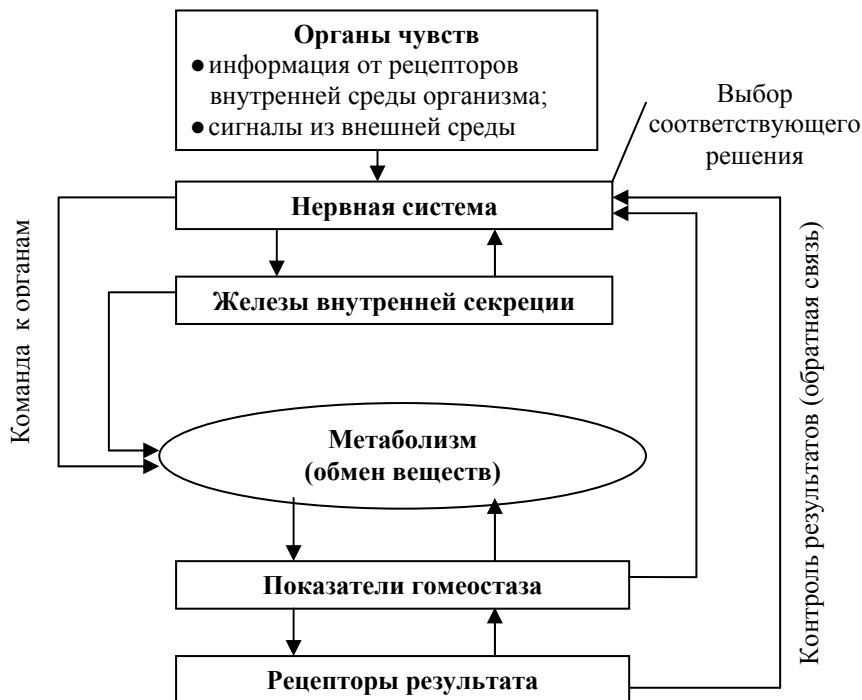 Органы чувств
● информация от рецепторов
внутренней среды организма;
● сигналы из внешней среды
Выбор
соответствующего
решения
Нервная система
Железы внутренней секреции
Команда к органам
Контроль результатов (обратная связь)
Метаболизм
(обмен веществ)
Показатели гомеостаза
Рецепторы результата